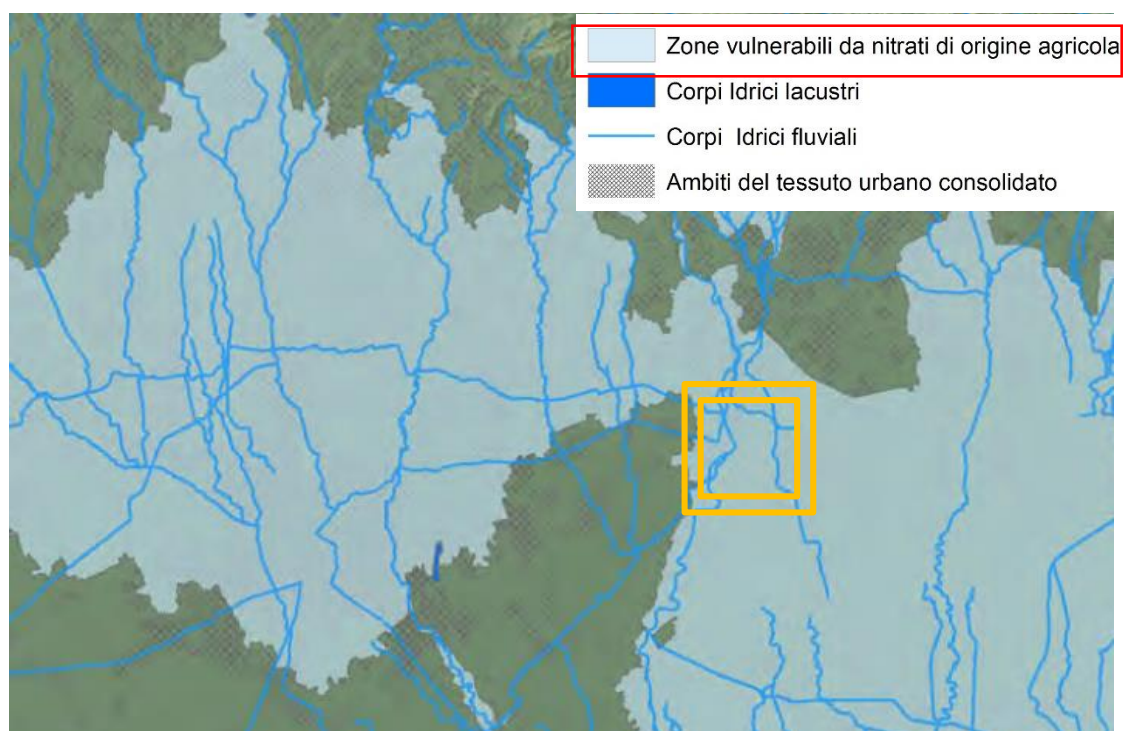 Zone vulnerabili da nitrati di origine agricola
Corpi Idrici lacustri
Corpi Idrici fluviali
Ambiti del tessuto urbano consolidato